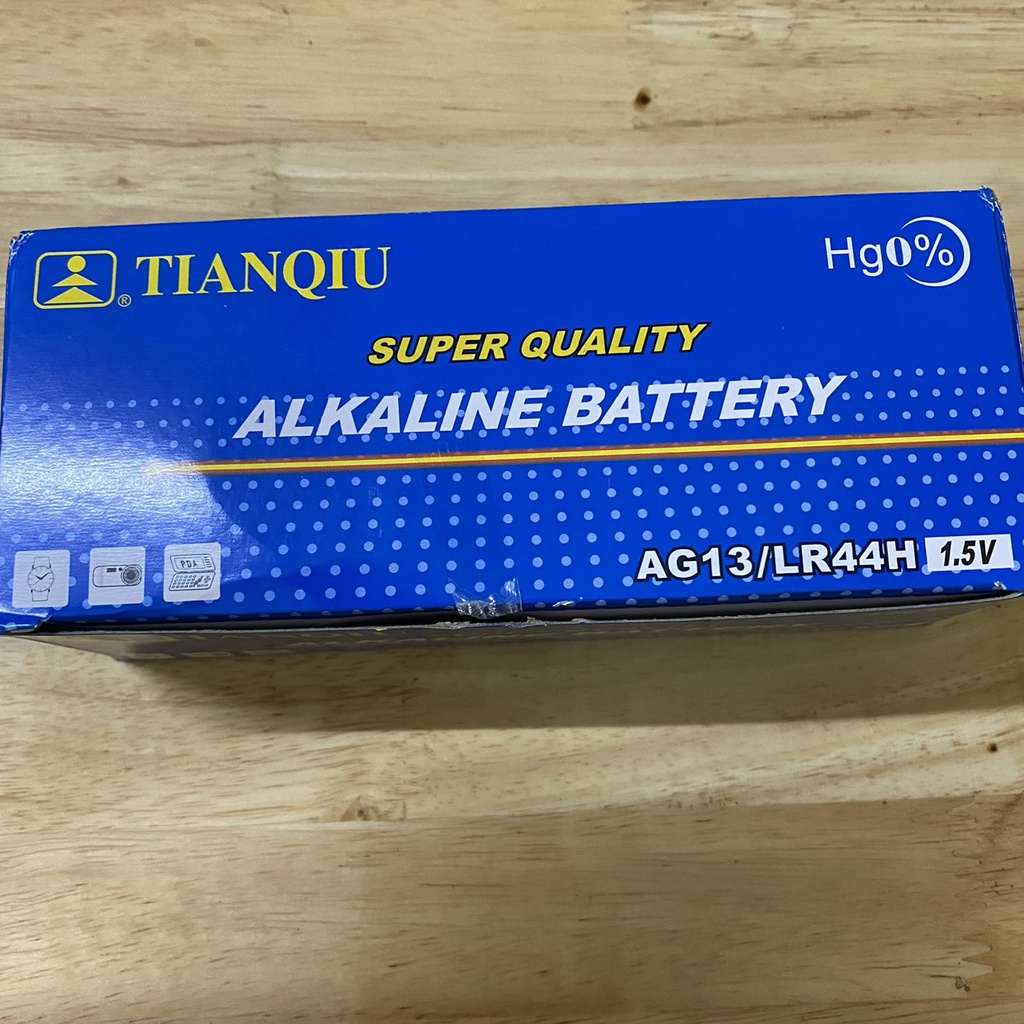 ® TIANQIU
Hg0%
SUPER QUALITY
ALKALINE BATTERY
PDA
AG13/LR44H 1.5V